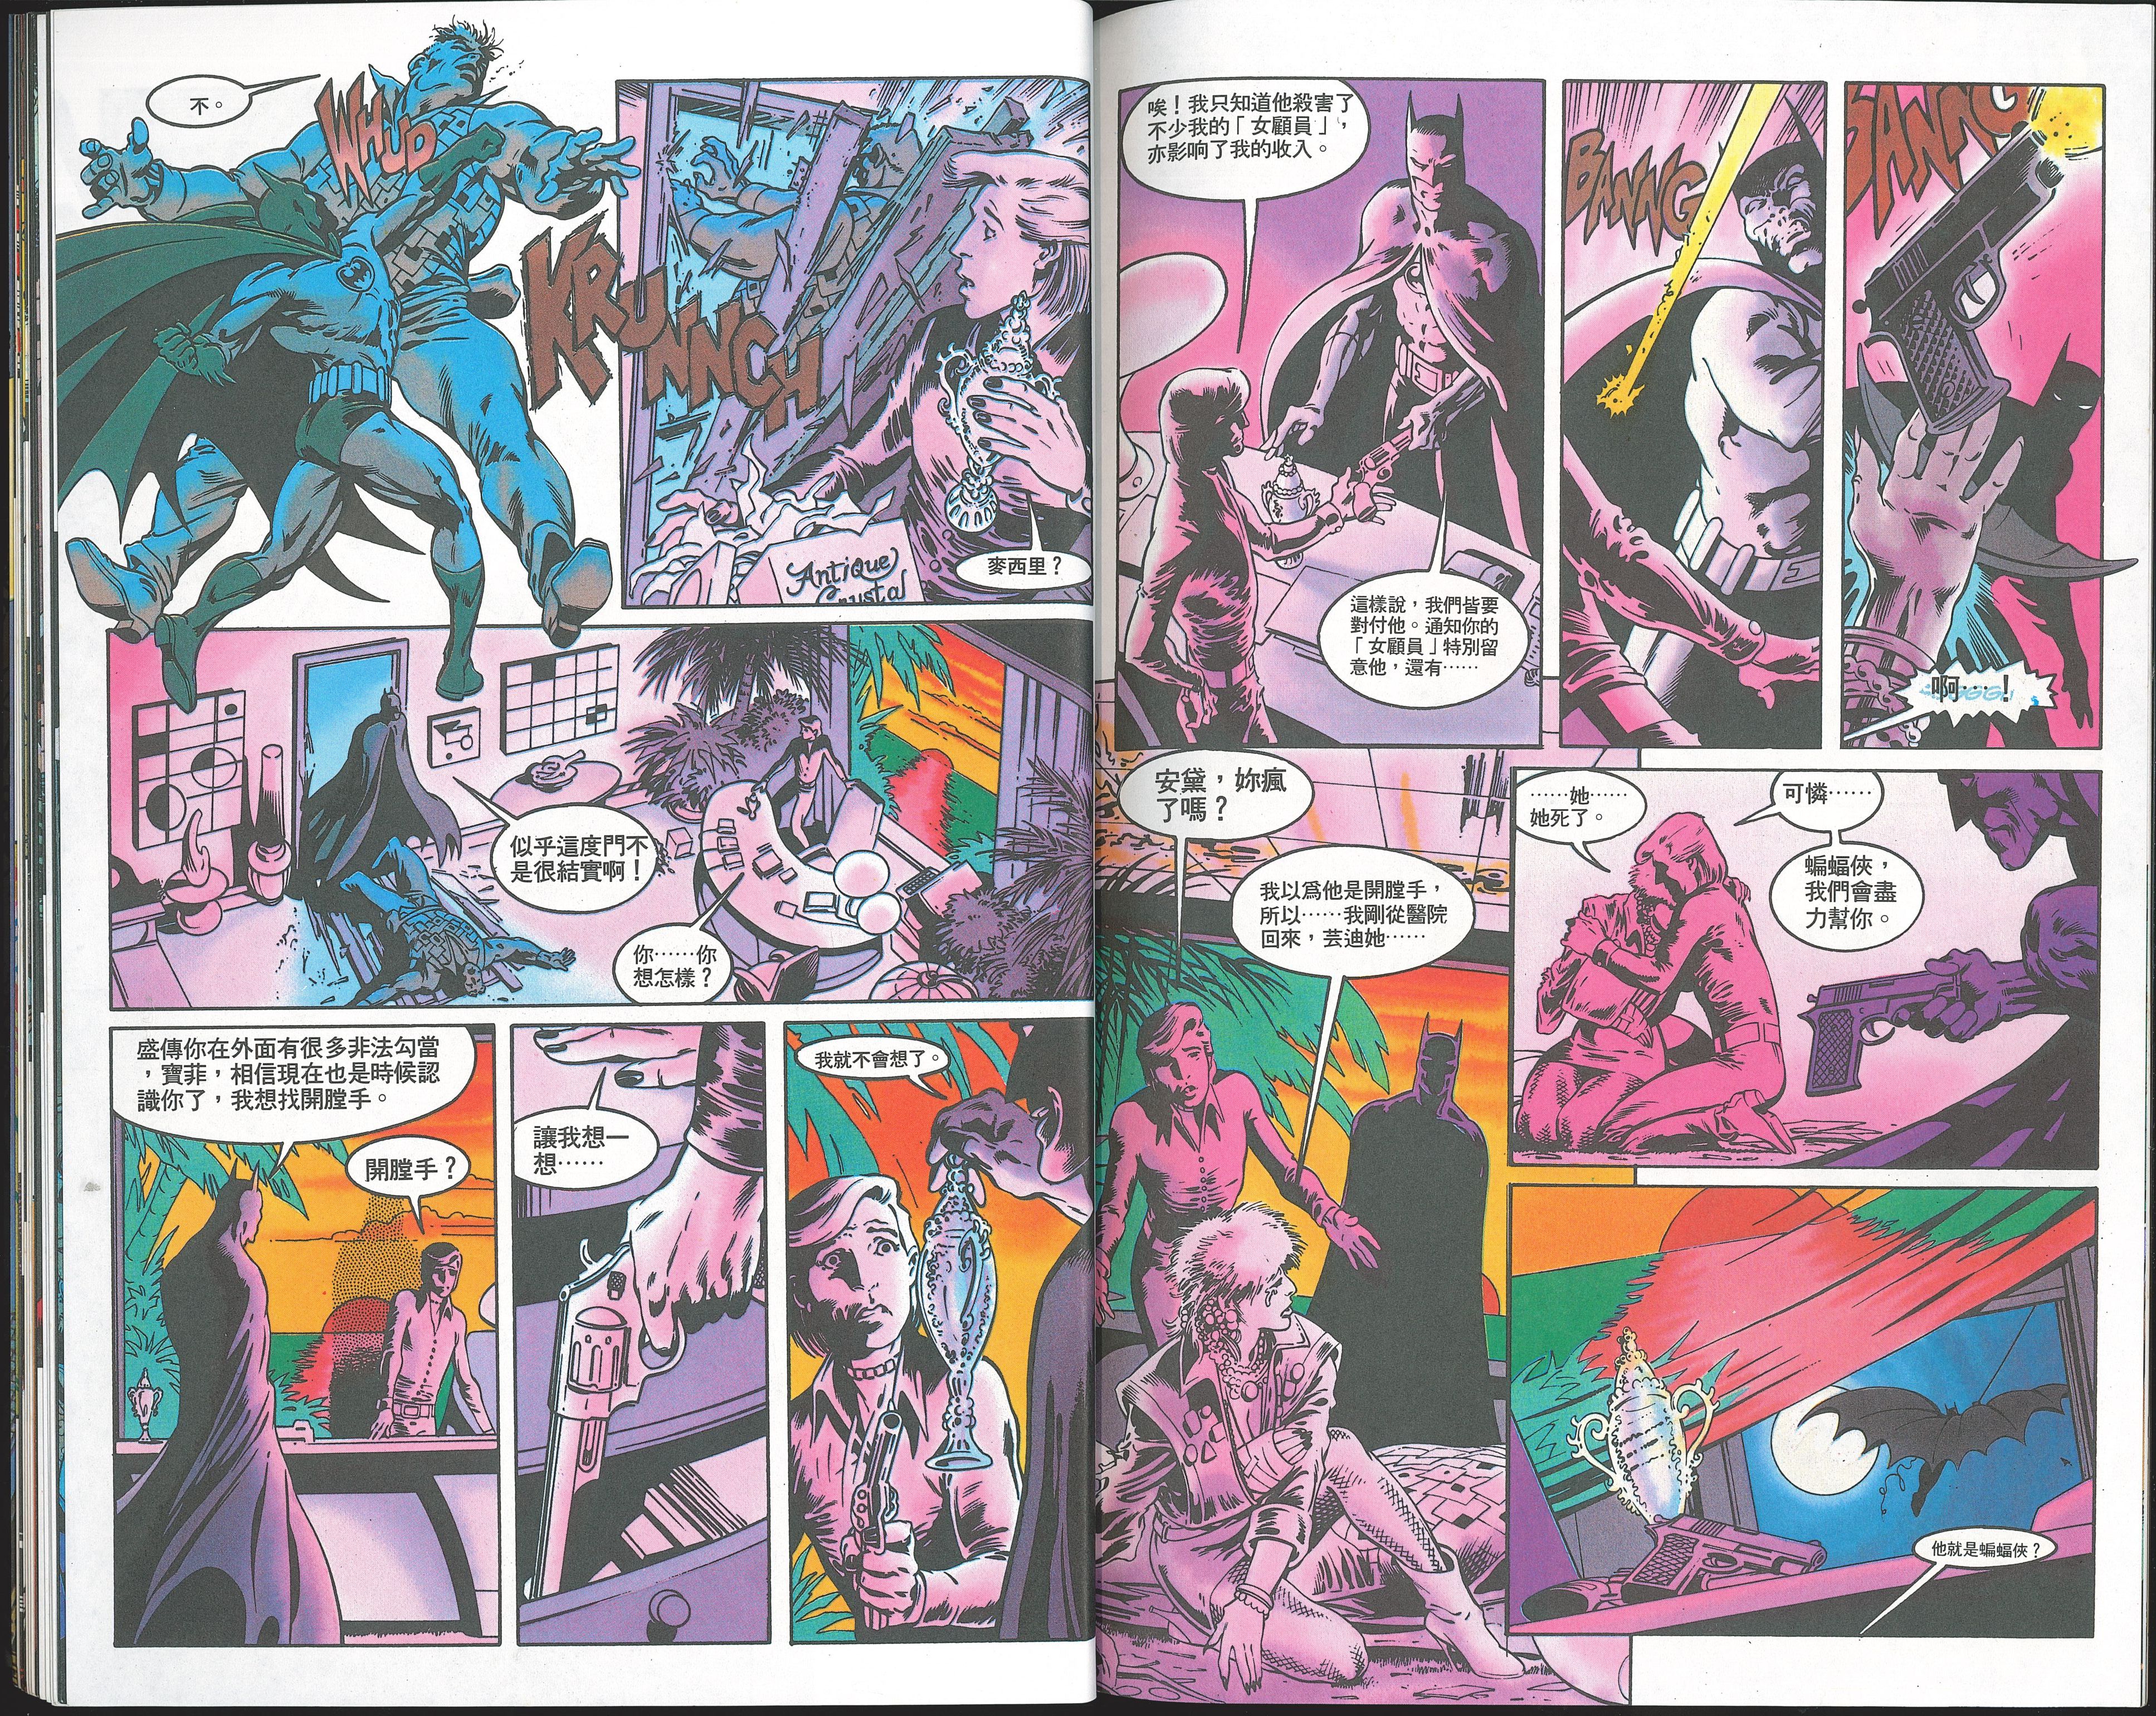 不。
WHUD
KRUNNCH
Antique
Crystal
麥西里？
似乎這度門不
是很結實啊！
你……你
想怎樣？
盛傳你在外面有很多非法勾當
，寶菲，相信現在也是時候認
識你了，我想找開膛手。
開膛手？
讓我想一
想……
我就不會想了。
唉！我只知道他殺害了
不少我的「女顧員」，
亦影响了我的收入。
這樣說，我們皆要
對付他。通知你的
「女顧員」特別留
意他，還有……
BANNG
BANNG
啊…！
安黛，妳瘋
了嗎？
我以爲他是開膛手，
所以……我剛從醫院
回來，芸迪她……
……她……
她死了。
可憐……
蝙蝠俠，
我們會盡
力幫你。
他就是蝙蝠俠？